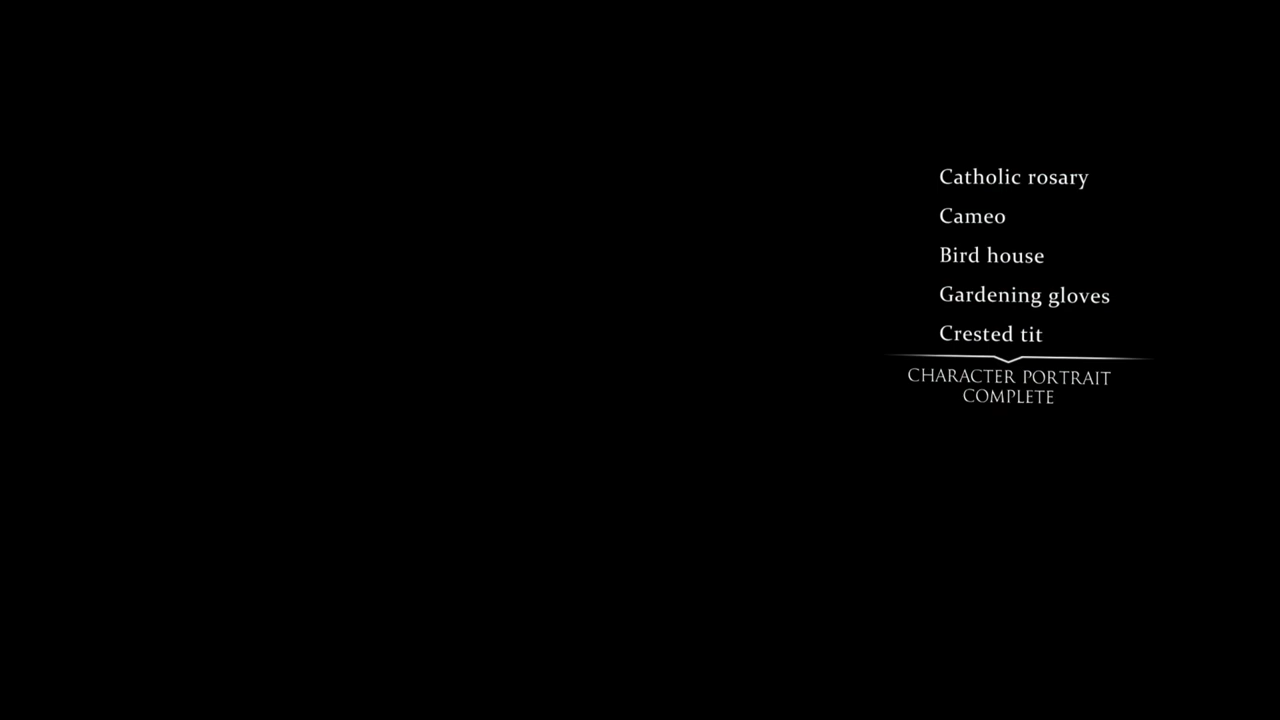 Catholic rosary
Cameo
Bird house
Gardening gloves
Crested tit
CHARACTER PORTRAIT
COMPLETE